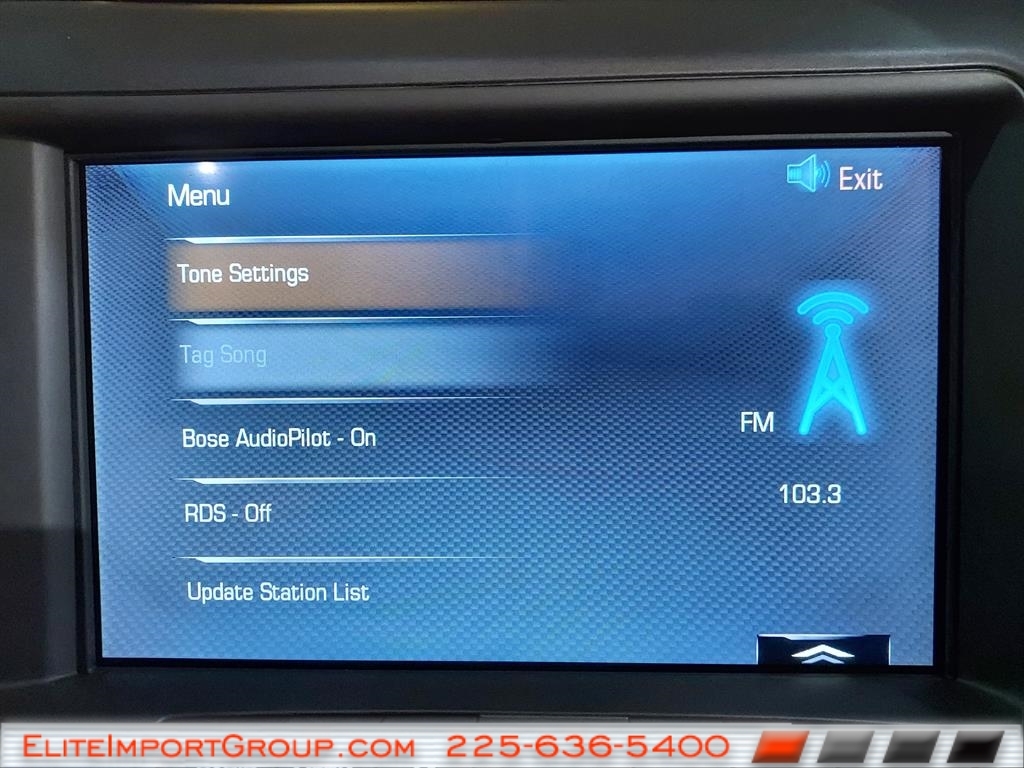 Menu
Exit
Tone Settings
Tag Song
Bose AudioPilot - On
FM
103.3
RDS - Off
Update Station List
EliteImportGroup.com 225-636-5400